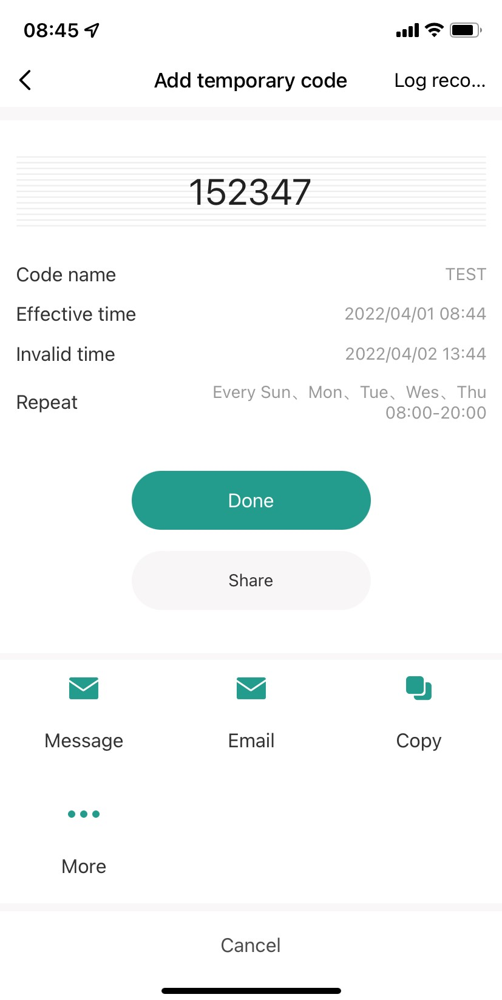 08:45
Add temporary code
Log reco...
152347
Code name
TEST
Effective time
2022/04/01 08:44
Invalid time
2022/04/02 13:44
Repeat
Every Sun、Mon、Tue、Wes、Thu
08:00-20:00
Done
Share
Message
Email
Copy
More
Cancel